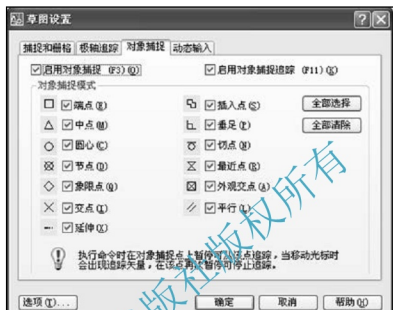 草图设置
捕捉和栅格 极轴追踪 对象捕捉 动态输入
启用对象捕捉 (F3)(O) 启用对象捕捉追踪 (F11)(K)
对象捕捉模式
端点(E) 插入点(S) 全部选择
中点(M) 垂足(P) 全部清除
圆心(C) 切点(N)
节点(D) 最近点(R)
象限点(Q) 外观交点(A)
交点(I) 平行(L)
延伸(X)
执行命令时在对象捕捉点上暂停可从该点追踪，当移动光标时
会出现追踪矢量，在该点再次暂停可停止追踪。
选项(T)... 确定 取消 帮助(H)
版社版权所有